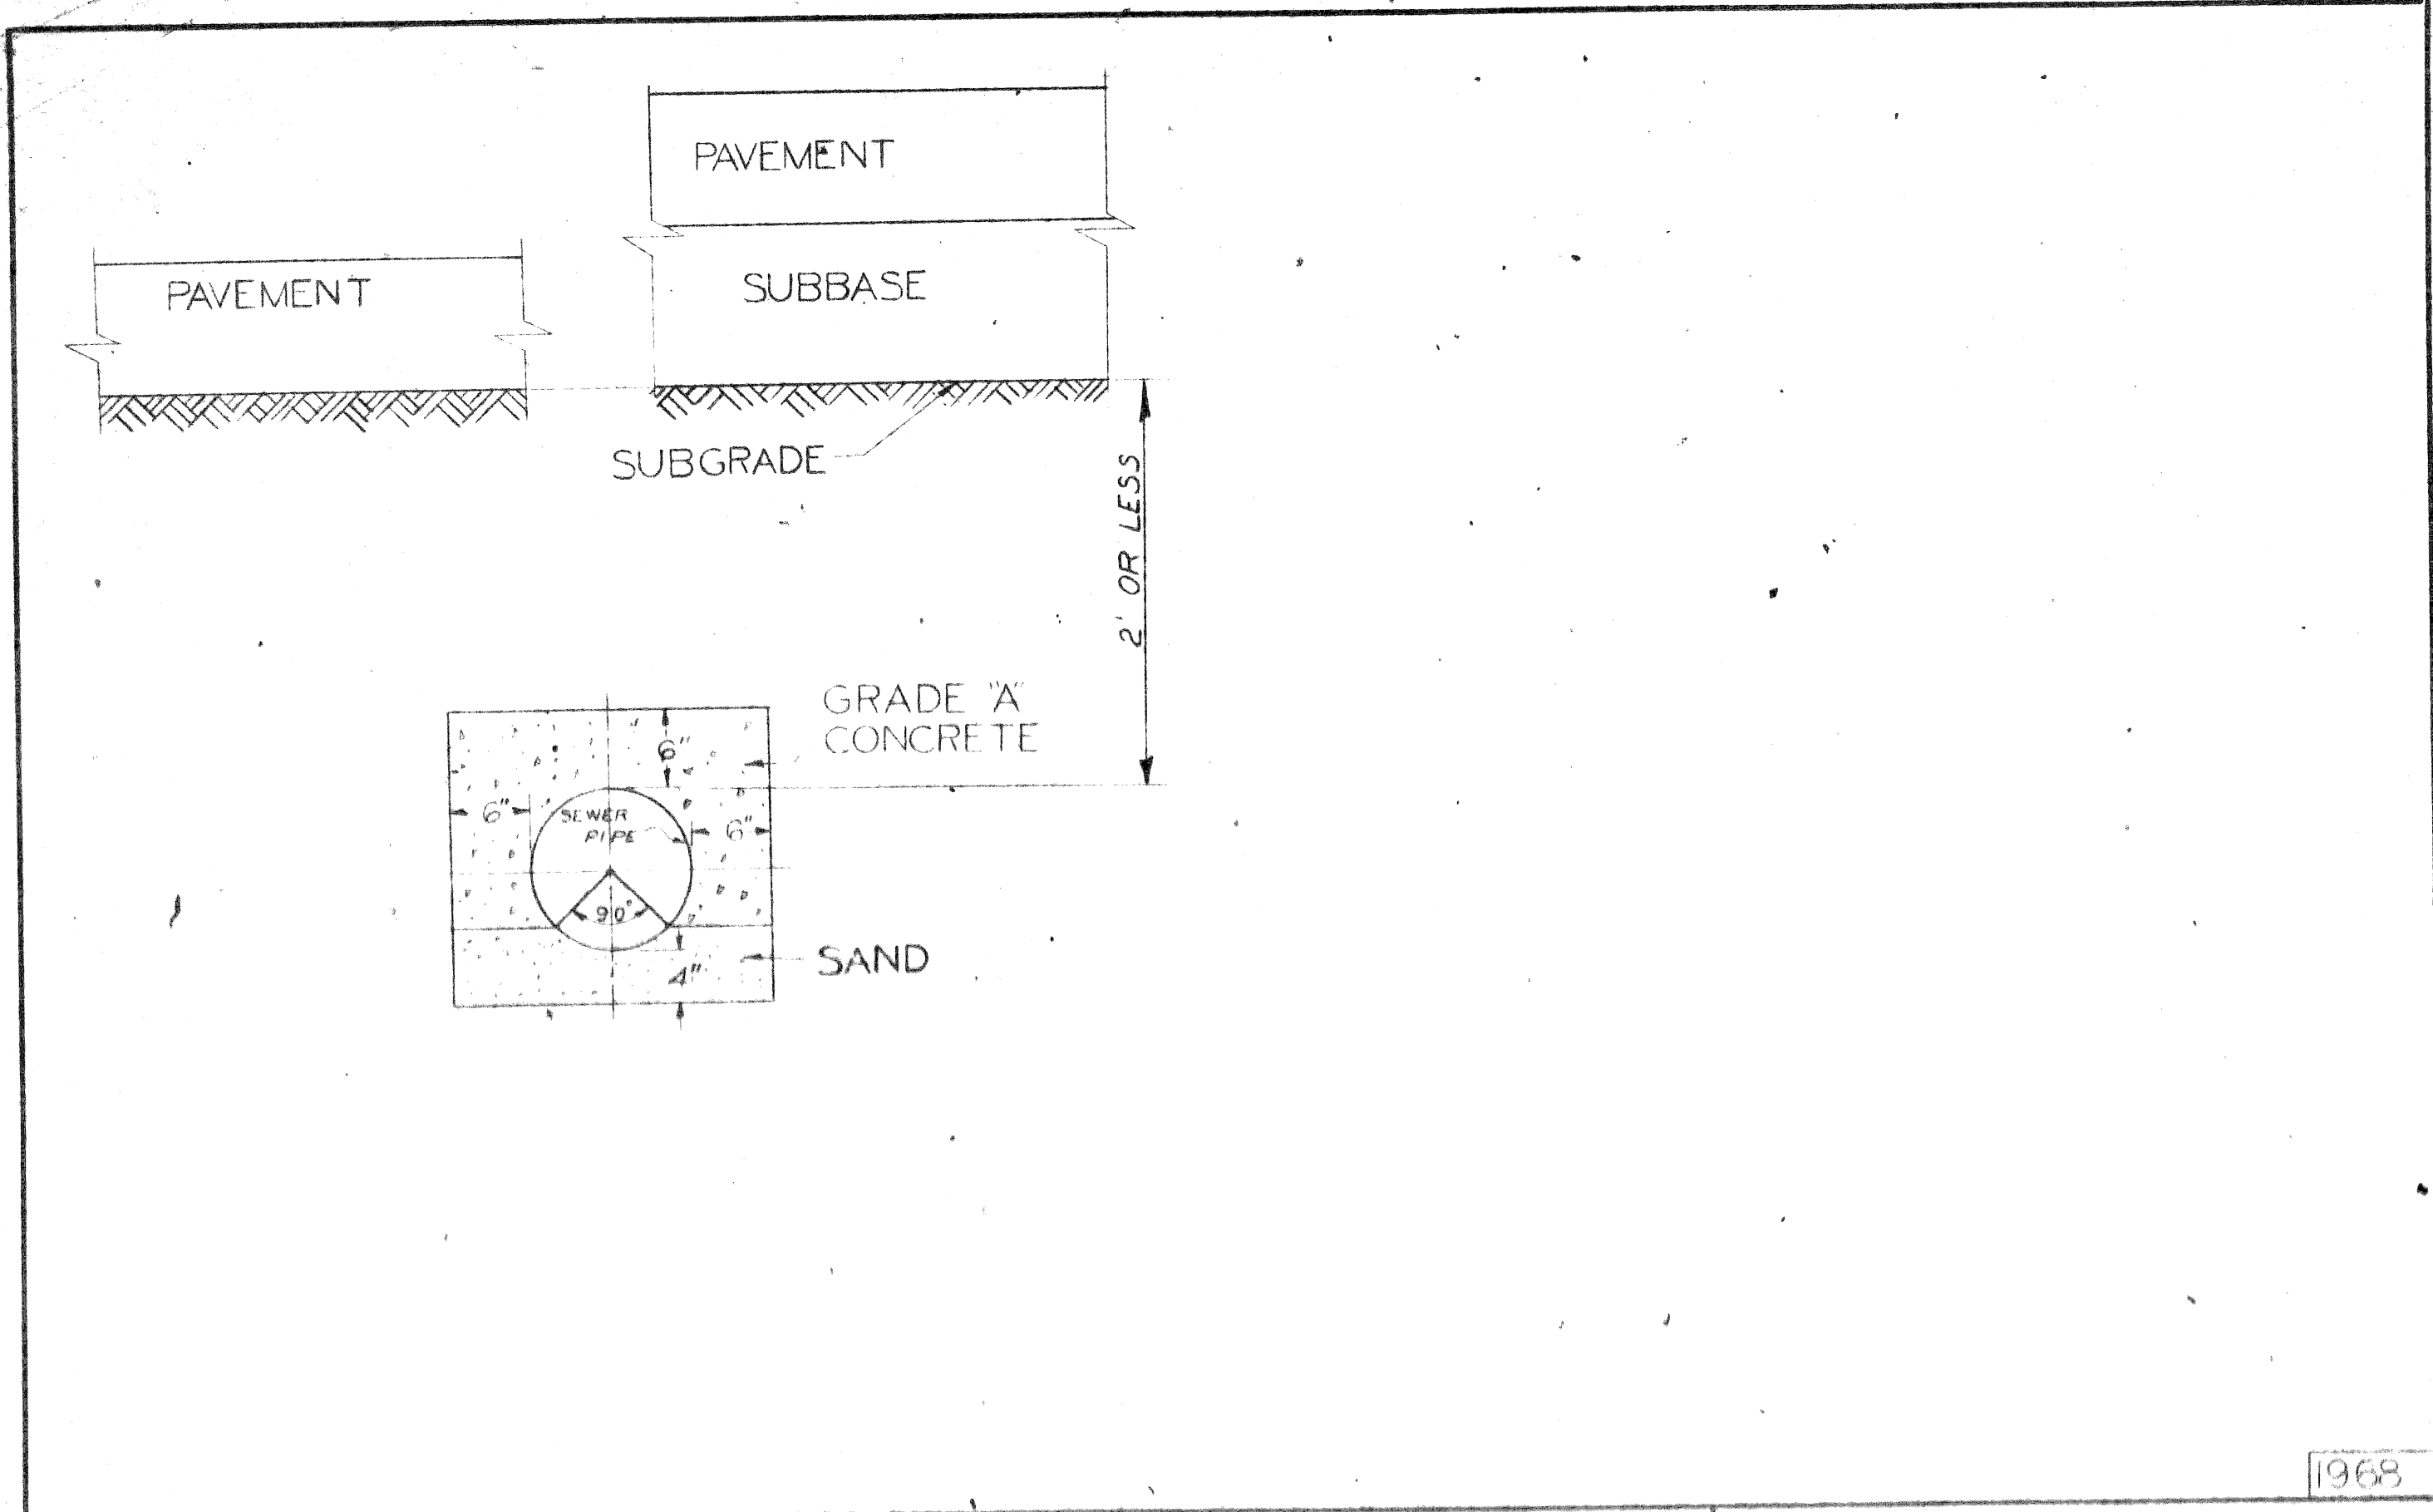 PAVEMENT
PAVEMENT
SUBBASE
SUBGRADE
2' OR LESS
GRADE "A"
CONCRETE
6"
6"
SEWER
PIPE
6"
90°
SAND
4"
1968